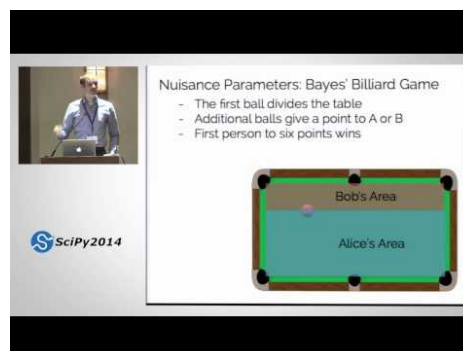 Nuisance Parameters: Bayes' Billiard Game
- The first ball divides the table
- Additional balls give a point to A or B
- First person to six points wins
Bob's Area
Alice's Area
SciPy2014